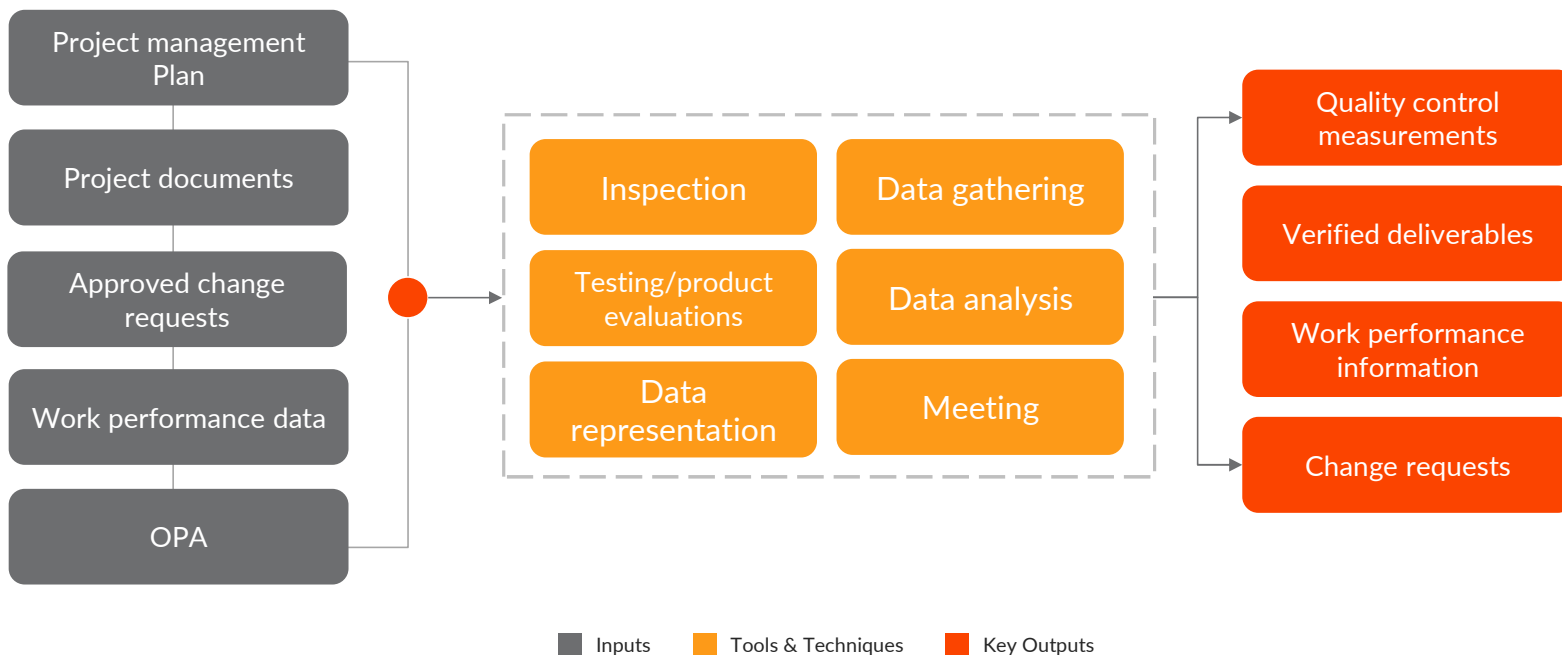 Project management
Plan
Project documents
Approved change
requests
Work performance data
OPA
Inspection
Data gathering
Testing/product
evaluations
Data analysis
Data
representation
Meeting
Quality control
measurements
Verified deliverables
Work performance
information
Change requests
Inputs
Tools & Techniques
Key Outputs